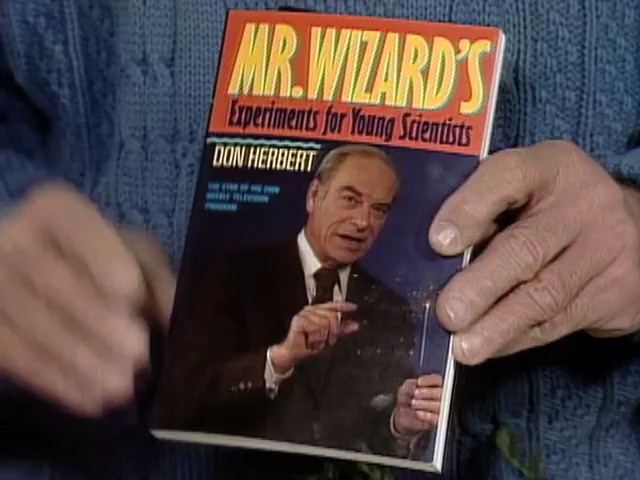 MR. WIZARD'S
Experiments for Young Scientists
DON HERBERT
THE STAR OF HIS OWN
WEEKLY TELEVISION
PROGRAM